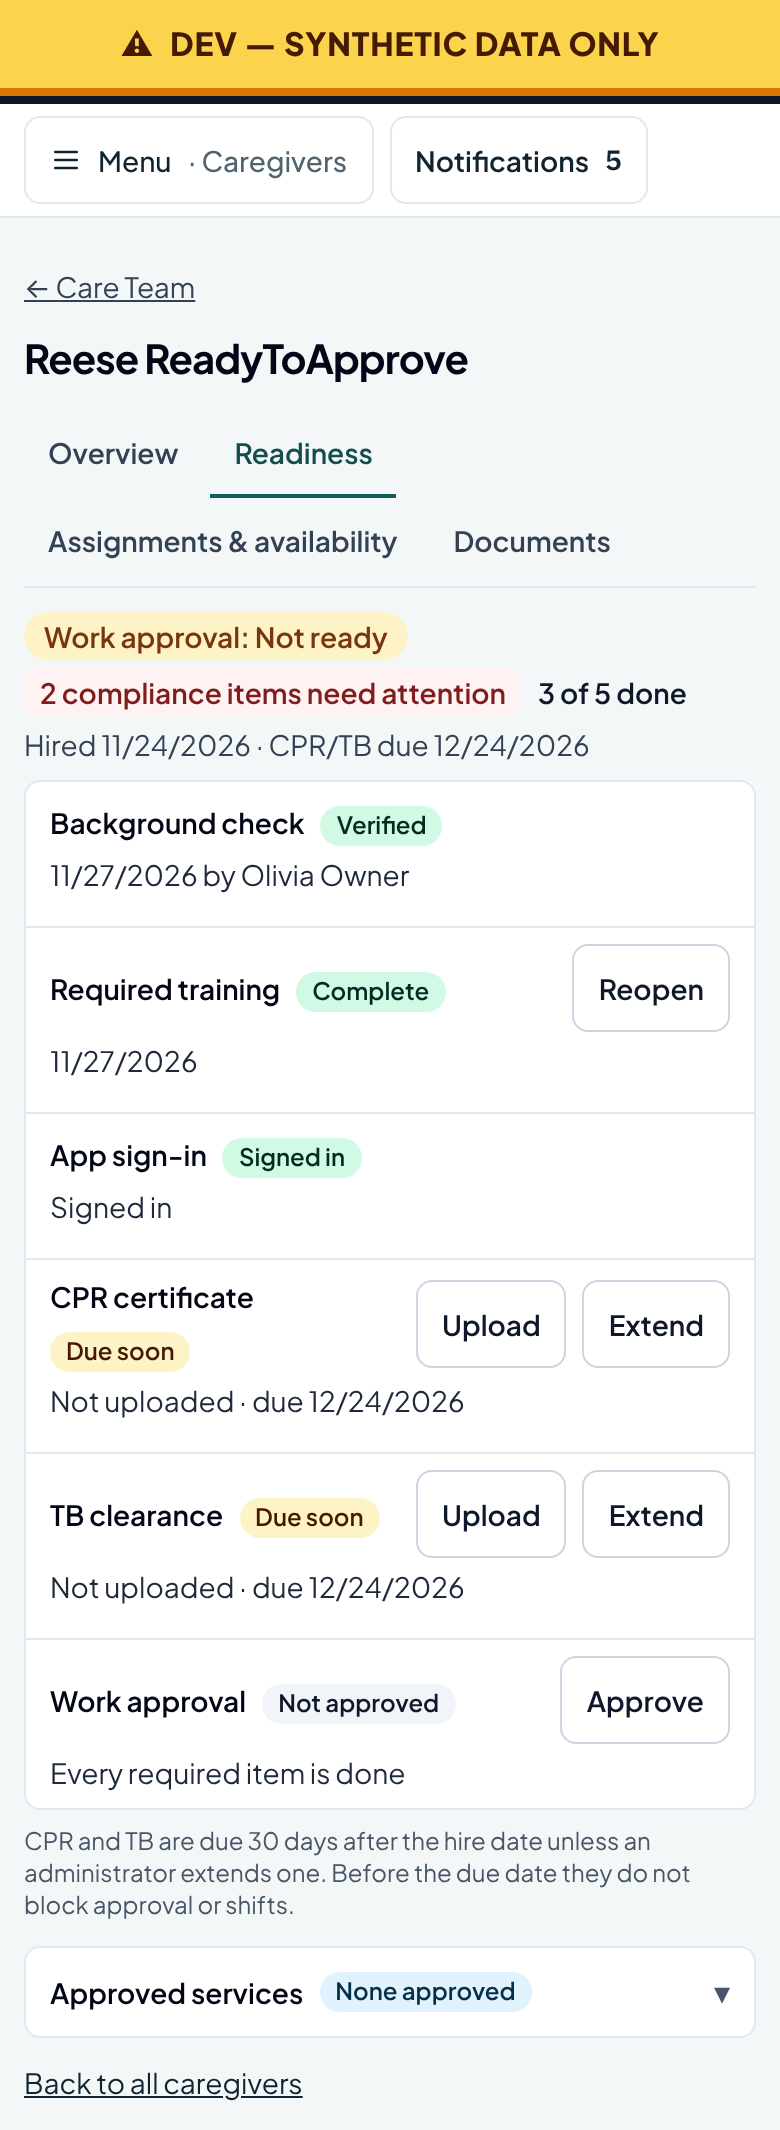 ⚠ DEV — SYNTHETIC DATA ONLY
☰ Menu · Caregivers Notifications 5
← Care Team
Reese ReadyToApprove
Overview Readiness
Assignments & availability Documents
Work approval: Not ready
2 compliance items need attention 3 of 5 done
Hired 11/24/2026 · CPR/TB due 12/24/2026
Background check Verified
11/27/2026 by Olivia Owner
Required training Complete Reopen
11/27/2026
App sign-in Signed in
Signed in
CPR certificate Upload Extend
Due soon
Not uploaded · due 12/24/2026
TB clearance Due soon Upload Extend
Not uploaded · due 12/24/2026
Work approval Not approved Approve
Every required item is done
CPR and TB are due 30 days after the hire date unless an
administrator extends one. Before the due date they do not
block approval or shifts.
Approved services None approved ▼
Back to all caregivers